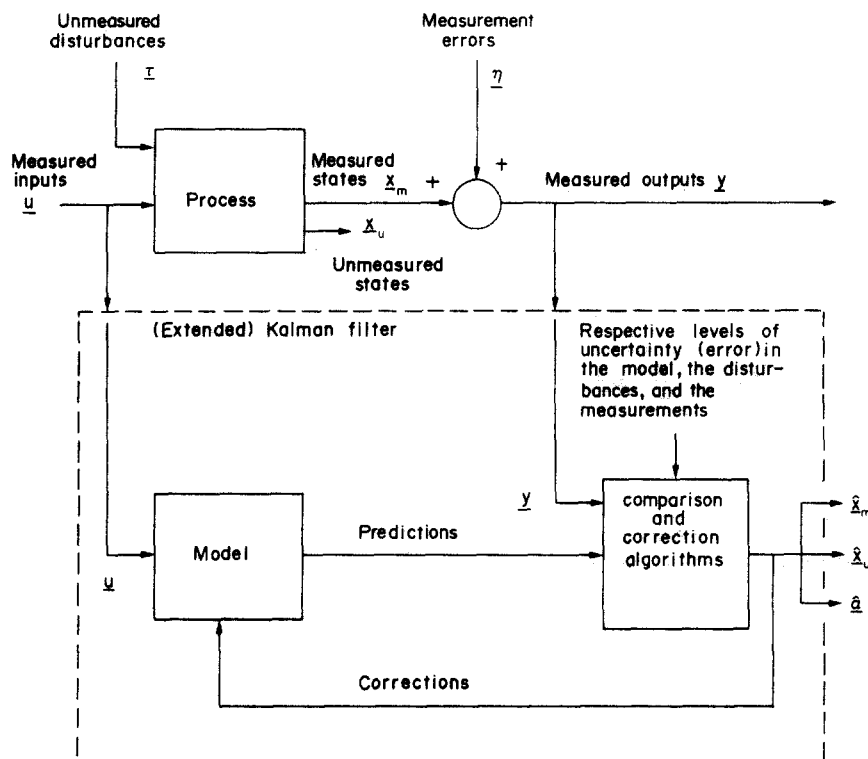 Unmeasured
disturbances
τ
Measurement
errors
η
Measured
inputs
u
Process
Measured
states x_m
+
+
Measured outputs y
x_u
Unmeasured
states
(Extended) Kalman filter
Respective levels of
uncertainty (error) in
the model, the distur-
bances, and the
measurements
y
comparison
and
correction
algorithms
x̂_m
x̂_u
â
Model
Predictions
u
Corrections